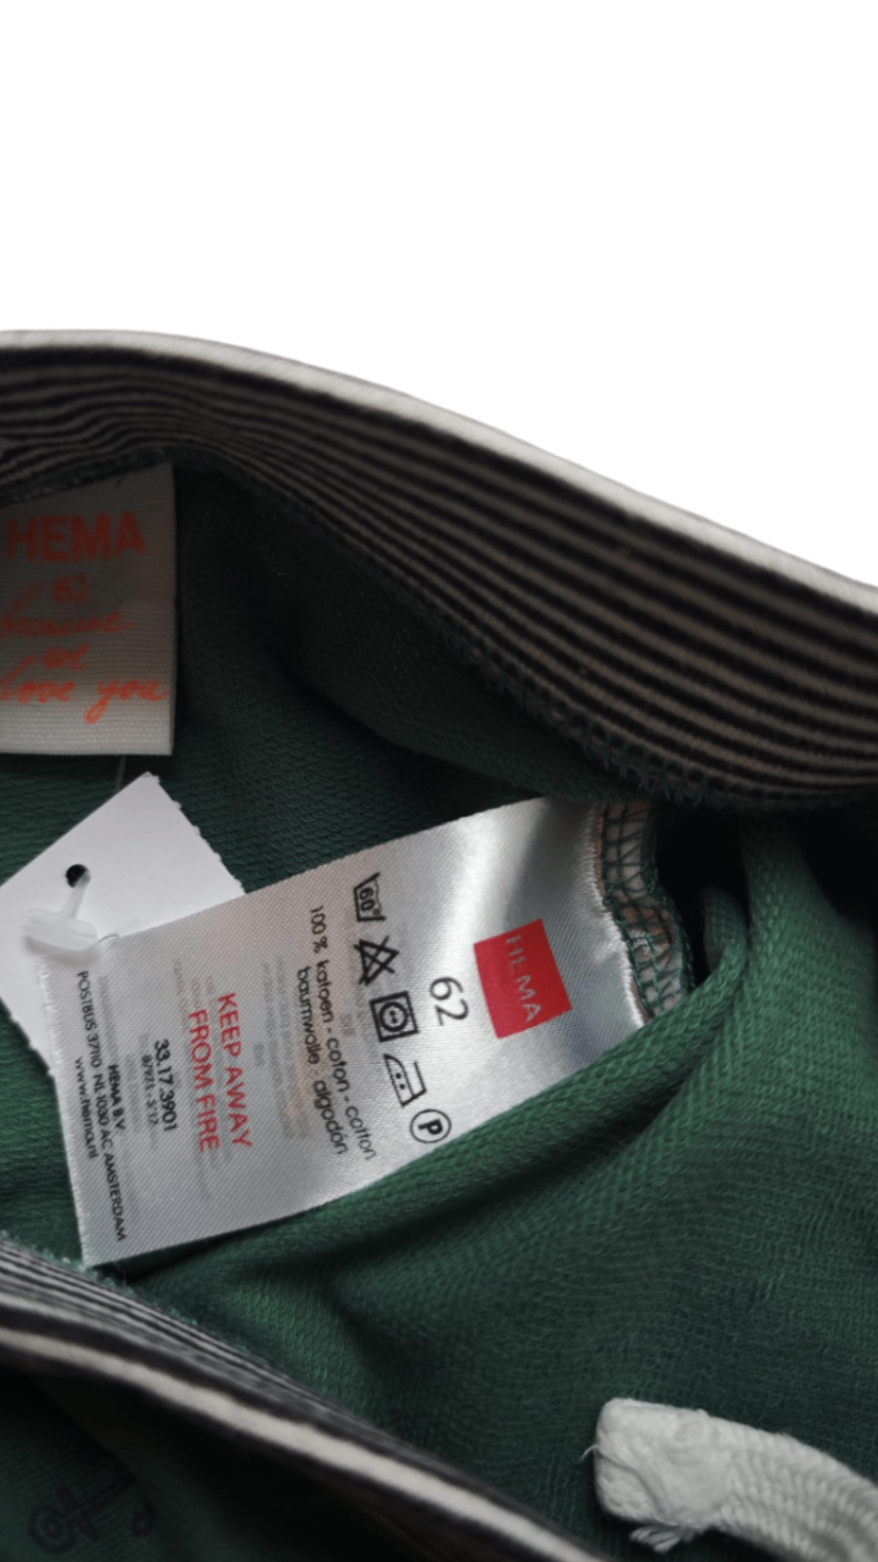 HEMA
62
because
we
love you
HEMA
62
60°
P
100 % katoen - coton - cotton
baumwolle - algodón
KEEP AWAY
FROM FIRE
33.17.3901
HEMA B.V.
POSTBUS 37110 NL 1030 AC AMSTERDAM
www.hema.nl